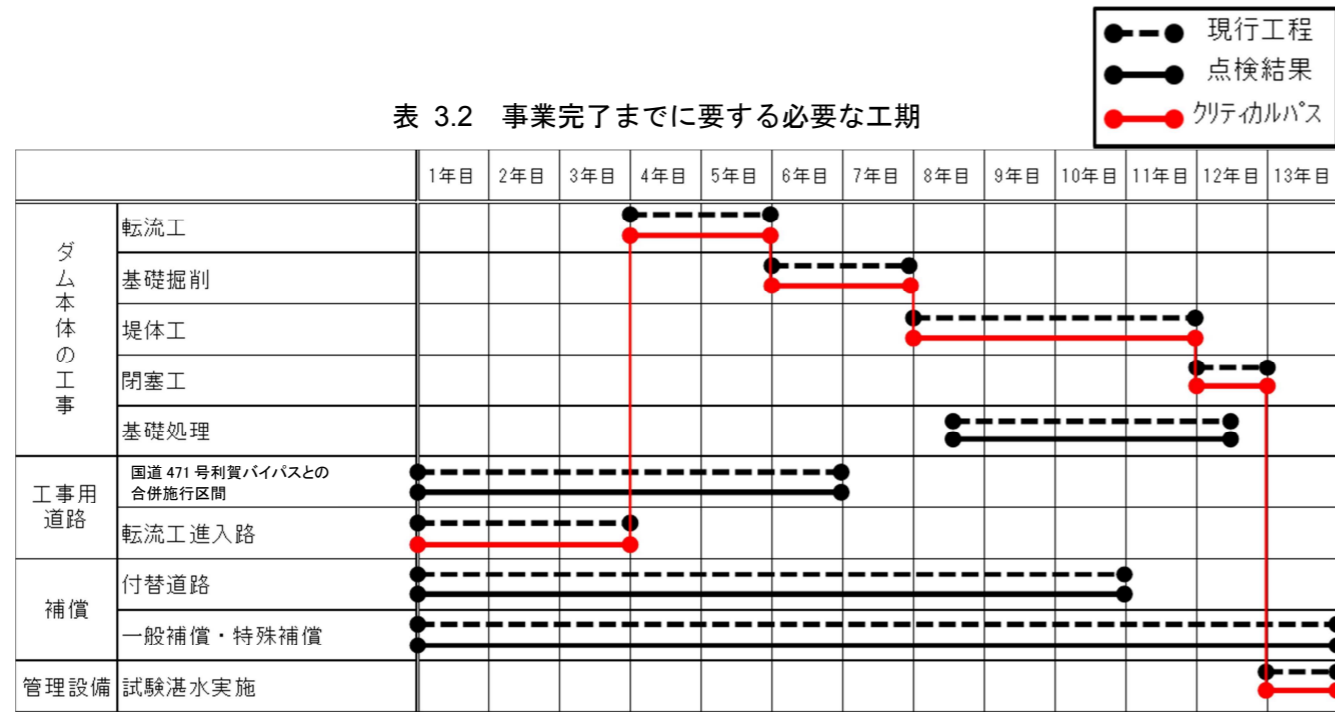 現行工程
点検結果
クリティカルパス
表 3.2 事業完了までに要する必要な工期
1年目 2年目 3年目 4年目 5年目 6年目 7年目 8年目 9年目 10年目 11年目 12年目 13年目
ダム本体の工事
転流工
基礎掘削
堤体工
閉塞工
基礎処理
工事用
道路
国道 471 号利賀バイパスとの
合併施行区間
転流工進入路
補償
付替道路
一般補償・特殊補償
管理設備 試験湛水実施